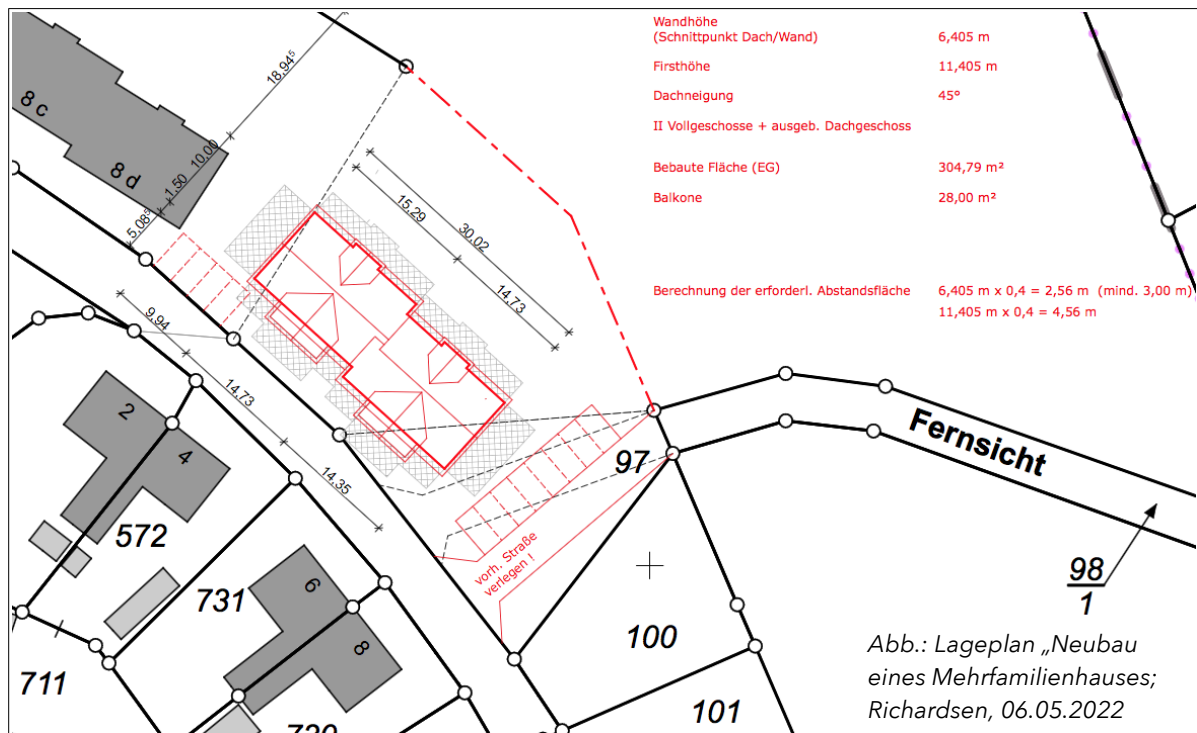 Wandhöhe
(Schnittpunkt Dach/Wand) 6,405 m
Firsthöhe 11,405 m
Dachneigung 45°
II Vollgeschosse + ausgeb. Dachgeschoss
Bebaute Fläche (EG) 304,79 m²
Balkone 28,00 m²
Berechnung der erforderl. Abstandsfläche 6,405 m x 0,4 = 2,56 m (mind. 3,00 m)
11,405 m x 0,4 = 4,56 m
18,94⁵
8 c
10,00
8 d
1,50
5,08⁵
15,29
30,02
14,73
9,94
14,73
14,35
2
4
97
Fernsicht
572
vorh. Straße
verlegen !
98
1
731
6
8
100
711
101
Abb.: Lageplan „Neubau
eines Mehrfamilienhauses;
Richardsen, 06.05.2022